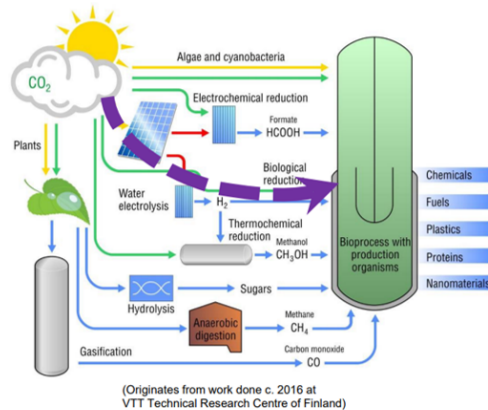 Algae and cyanobacteria
CO2
Electrochemical reduction
Formate
HCOOH
Plants
Biological
reduc
Water
electrolysis
H2
Thermochemical
reduction
Methanol
CH3OH
Bioprocess with
production
organisms
Chemicals
Fuels
Plastics
Proteins
Nanomaterials
Hydrolysis
Sugars
Anaerobic
digestion
Methane
CH4
Gasification
Carbon monoxide
CO
(Originates from work done c. 2016 at
VTT Technical Research Centre of Finland)